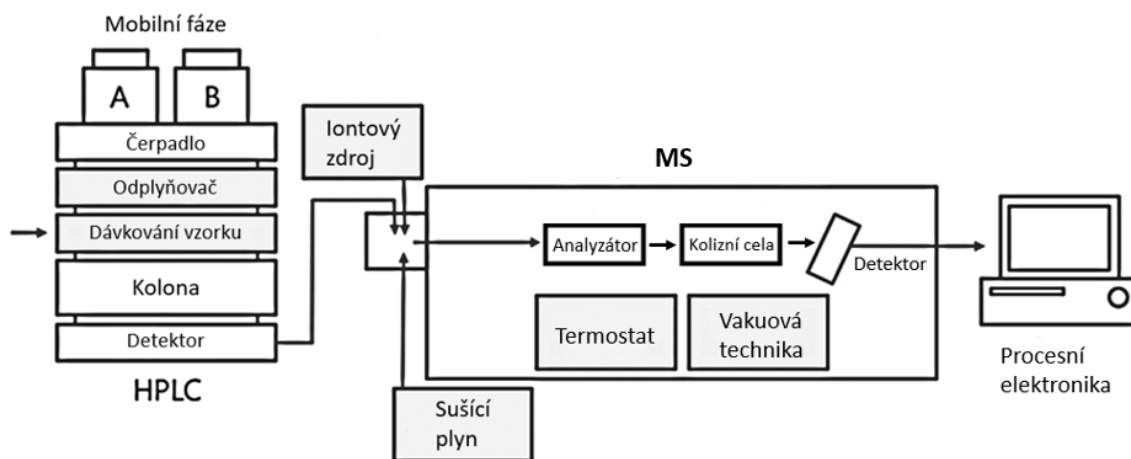 Mobilní fáze
A
B
Čerpadlo
Odplyňovač
Dávkování vzorku
Kolona
Detektor
HPLC
Iontový
zdroj
Sušící
plyn
MS
Analyzátor
Kolizní cela
Detektor
Termostat
Vakuová
technika
Procesní
elektronika